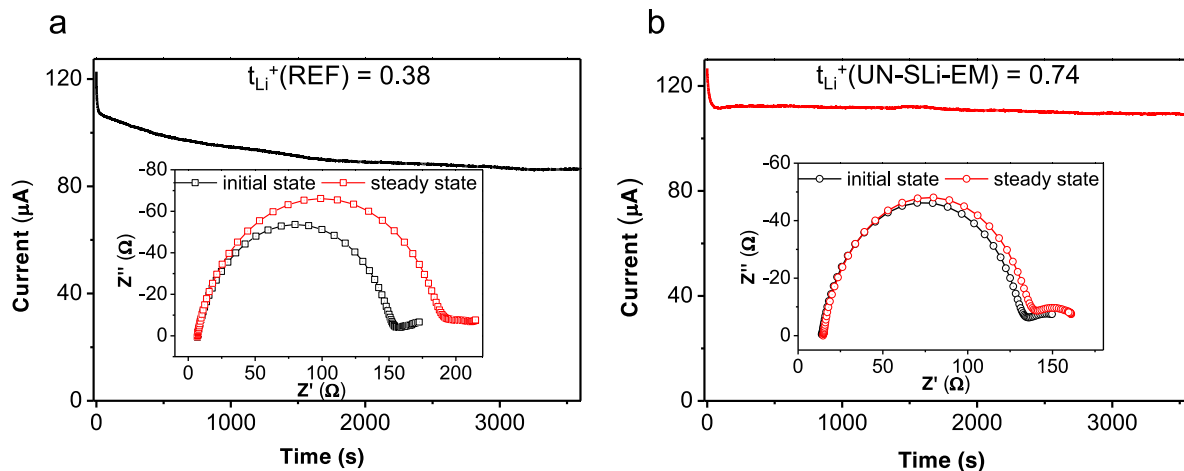 a
t_Li⁺(REF) = 0.38
120
80
40
0
Current (μA)
0
1000
2000
3000
Time (s)
-80
-60
-40
-20
0
Z'' (Ω)
initial state
steady state
0
50
100
150
200
Z' (Ω)
b
t_Li⁺(UN-SLi-EM) = 0.74
120
80
40
0
Current (μA)
0
1000
2000
3000
Time (s)
-60
-40
-20
0
Z'' (Ω)
initial state
steady state
0
50
100
150
Z' (Ω)